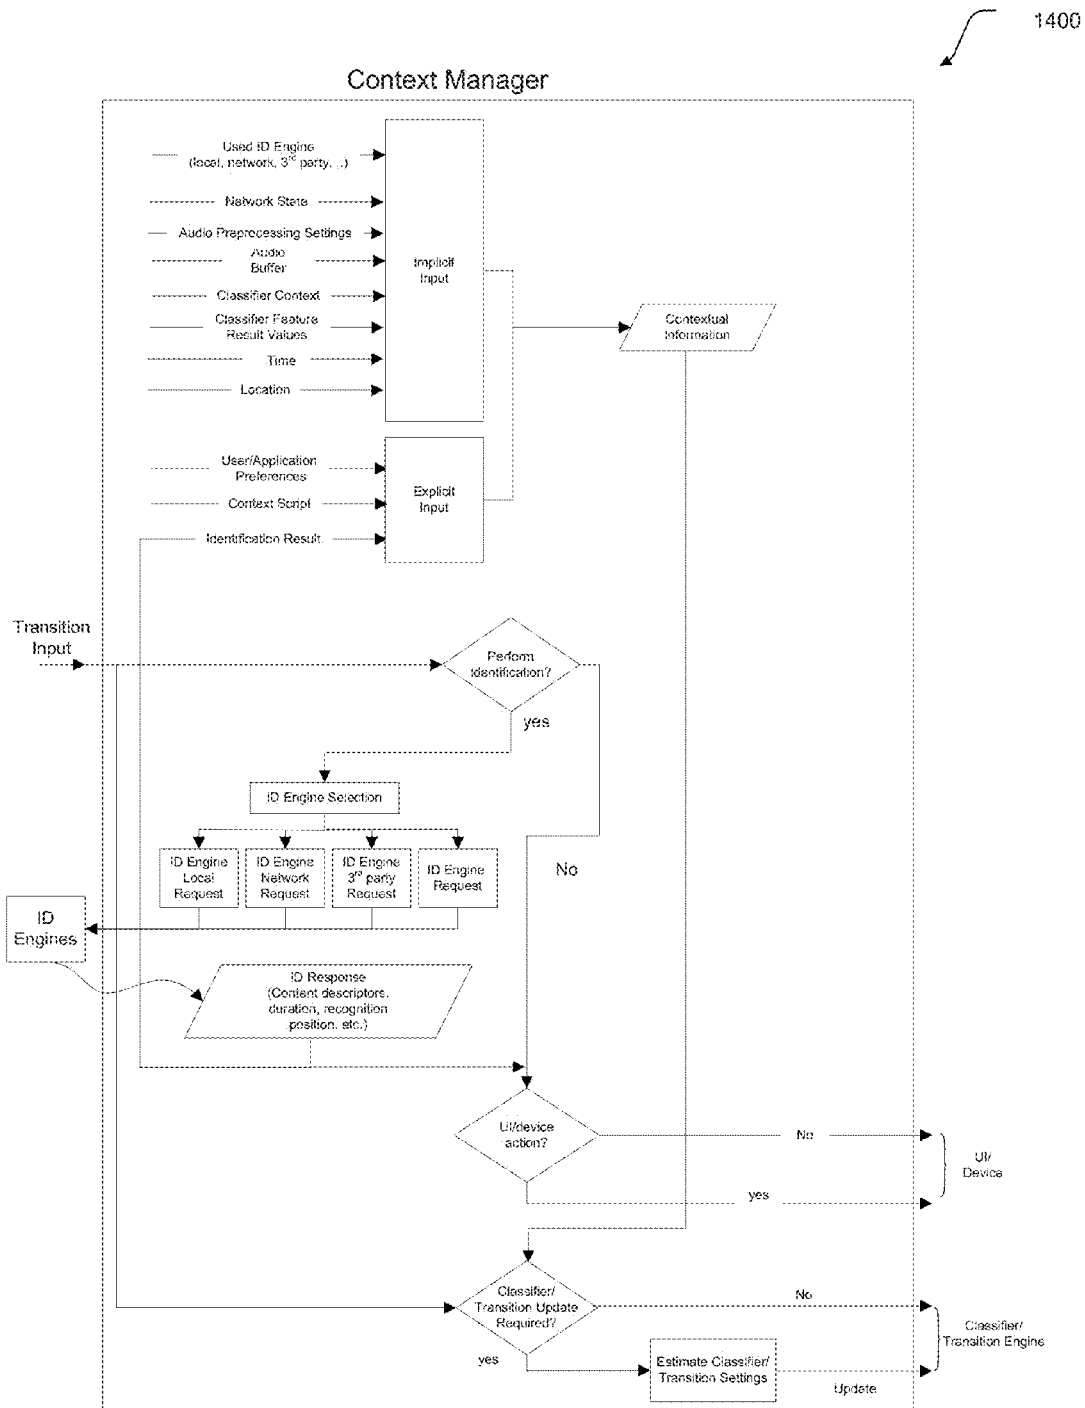 1400
Context Manager
Used ID Engine
(local, network, 3rd party, ..)
Network State
Audio Preprocessing Settings
Audio
Buffer
Classifier Context
Classifier Feature
Result Values
Time
Location
Implicit
Input
Contextual
Information
User/Application
Preferences
Context Script
Identification Result
Explicit
Input
Transition
Input
Perform
Identification?
yes
No
ID Engine Selection
ID Engine
Local
Request
ID Engine
Network
Request
ID Engine
3rd party
Request
ID Engine
Request
ID
Engines
ID Response
(Content descriptors,
duration, recognition
position, etc.)
UI/device
action?
No
yes
UI/
Device
Classifier/
Transition Update
Required?
No
yes
Estimate Classifier/
Transition Settings
Update
Classifier/
Transition Engine